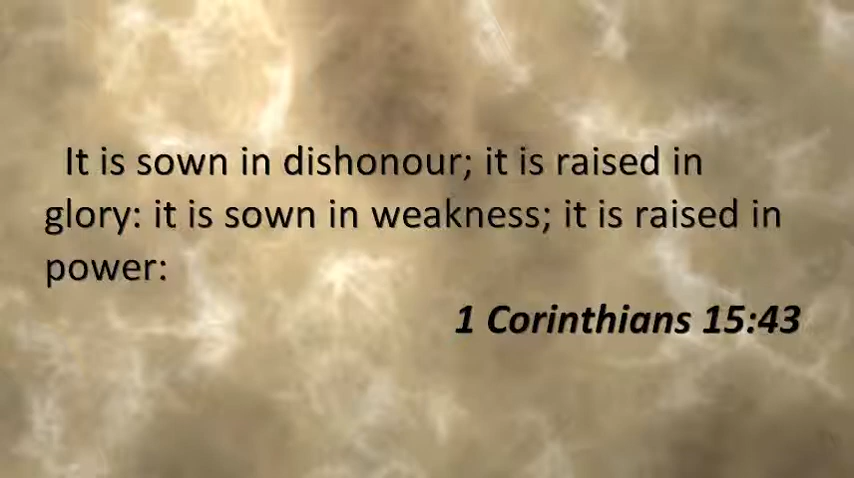 It is sown in dishonour; it is raised in
glory: it is sown in weakness; it is raised in
power:
1 Corinthians 15:43